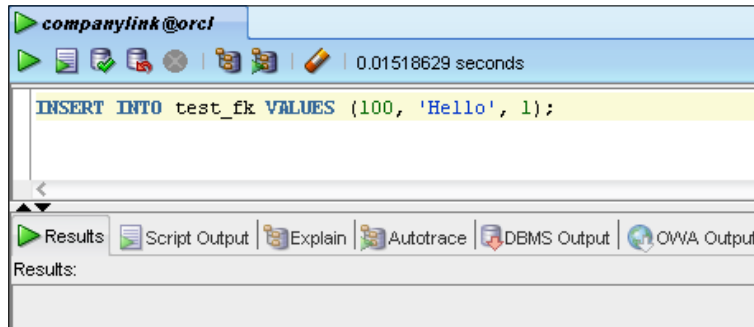 companylink@orcl
0.01518629 seconds
INSERT INTO test_fk VALUES (100, 'Hello', 1);
Results Script Output Explain Autotrace DBMS Output OWA Output
Results: